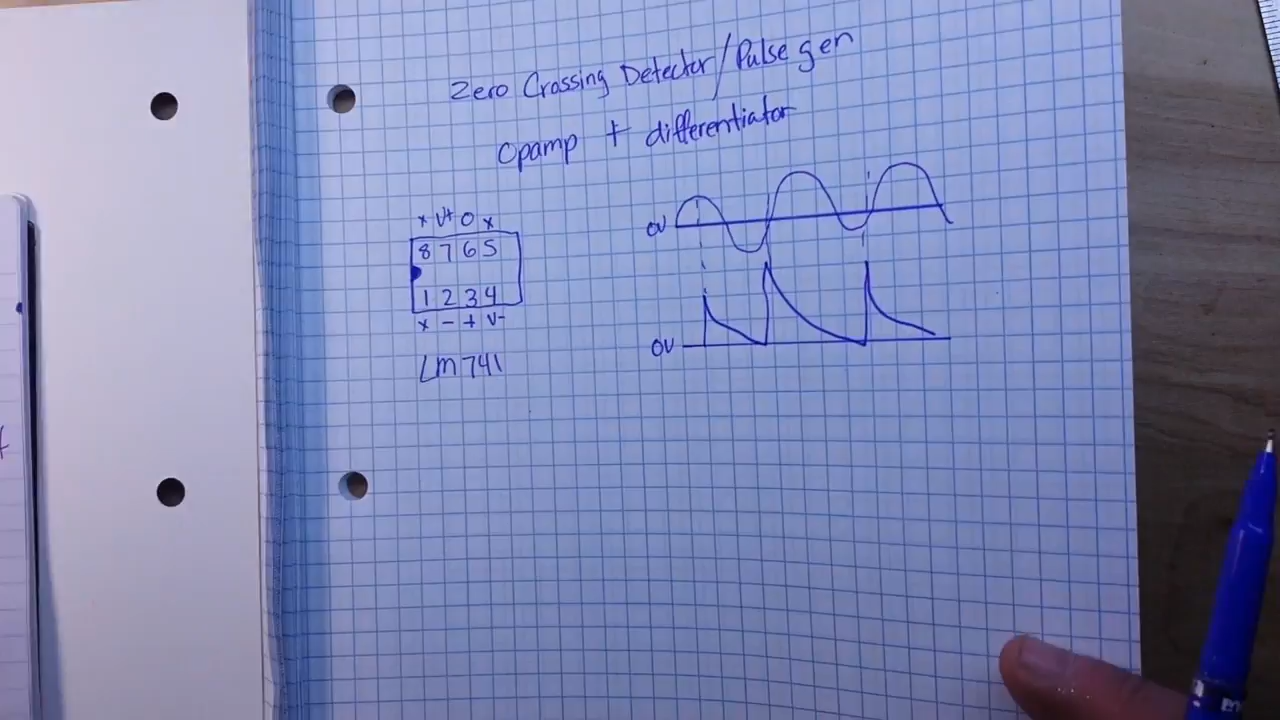 Zero Crossing Detector/Pulse gen
Opamp + differentiator
x V+ O x
8 7 6 5
1 2 3 4
x - + V-
LM741
0V
0V